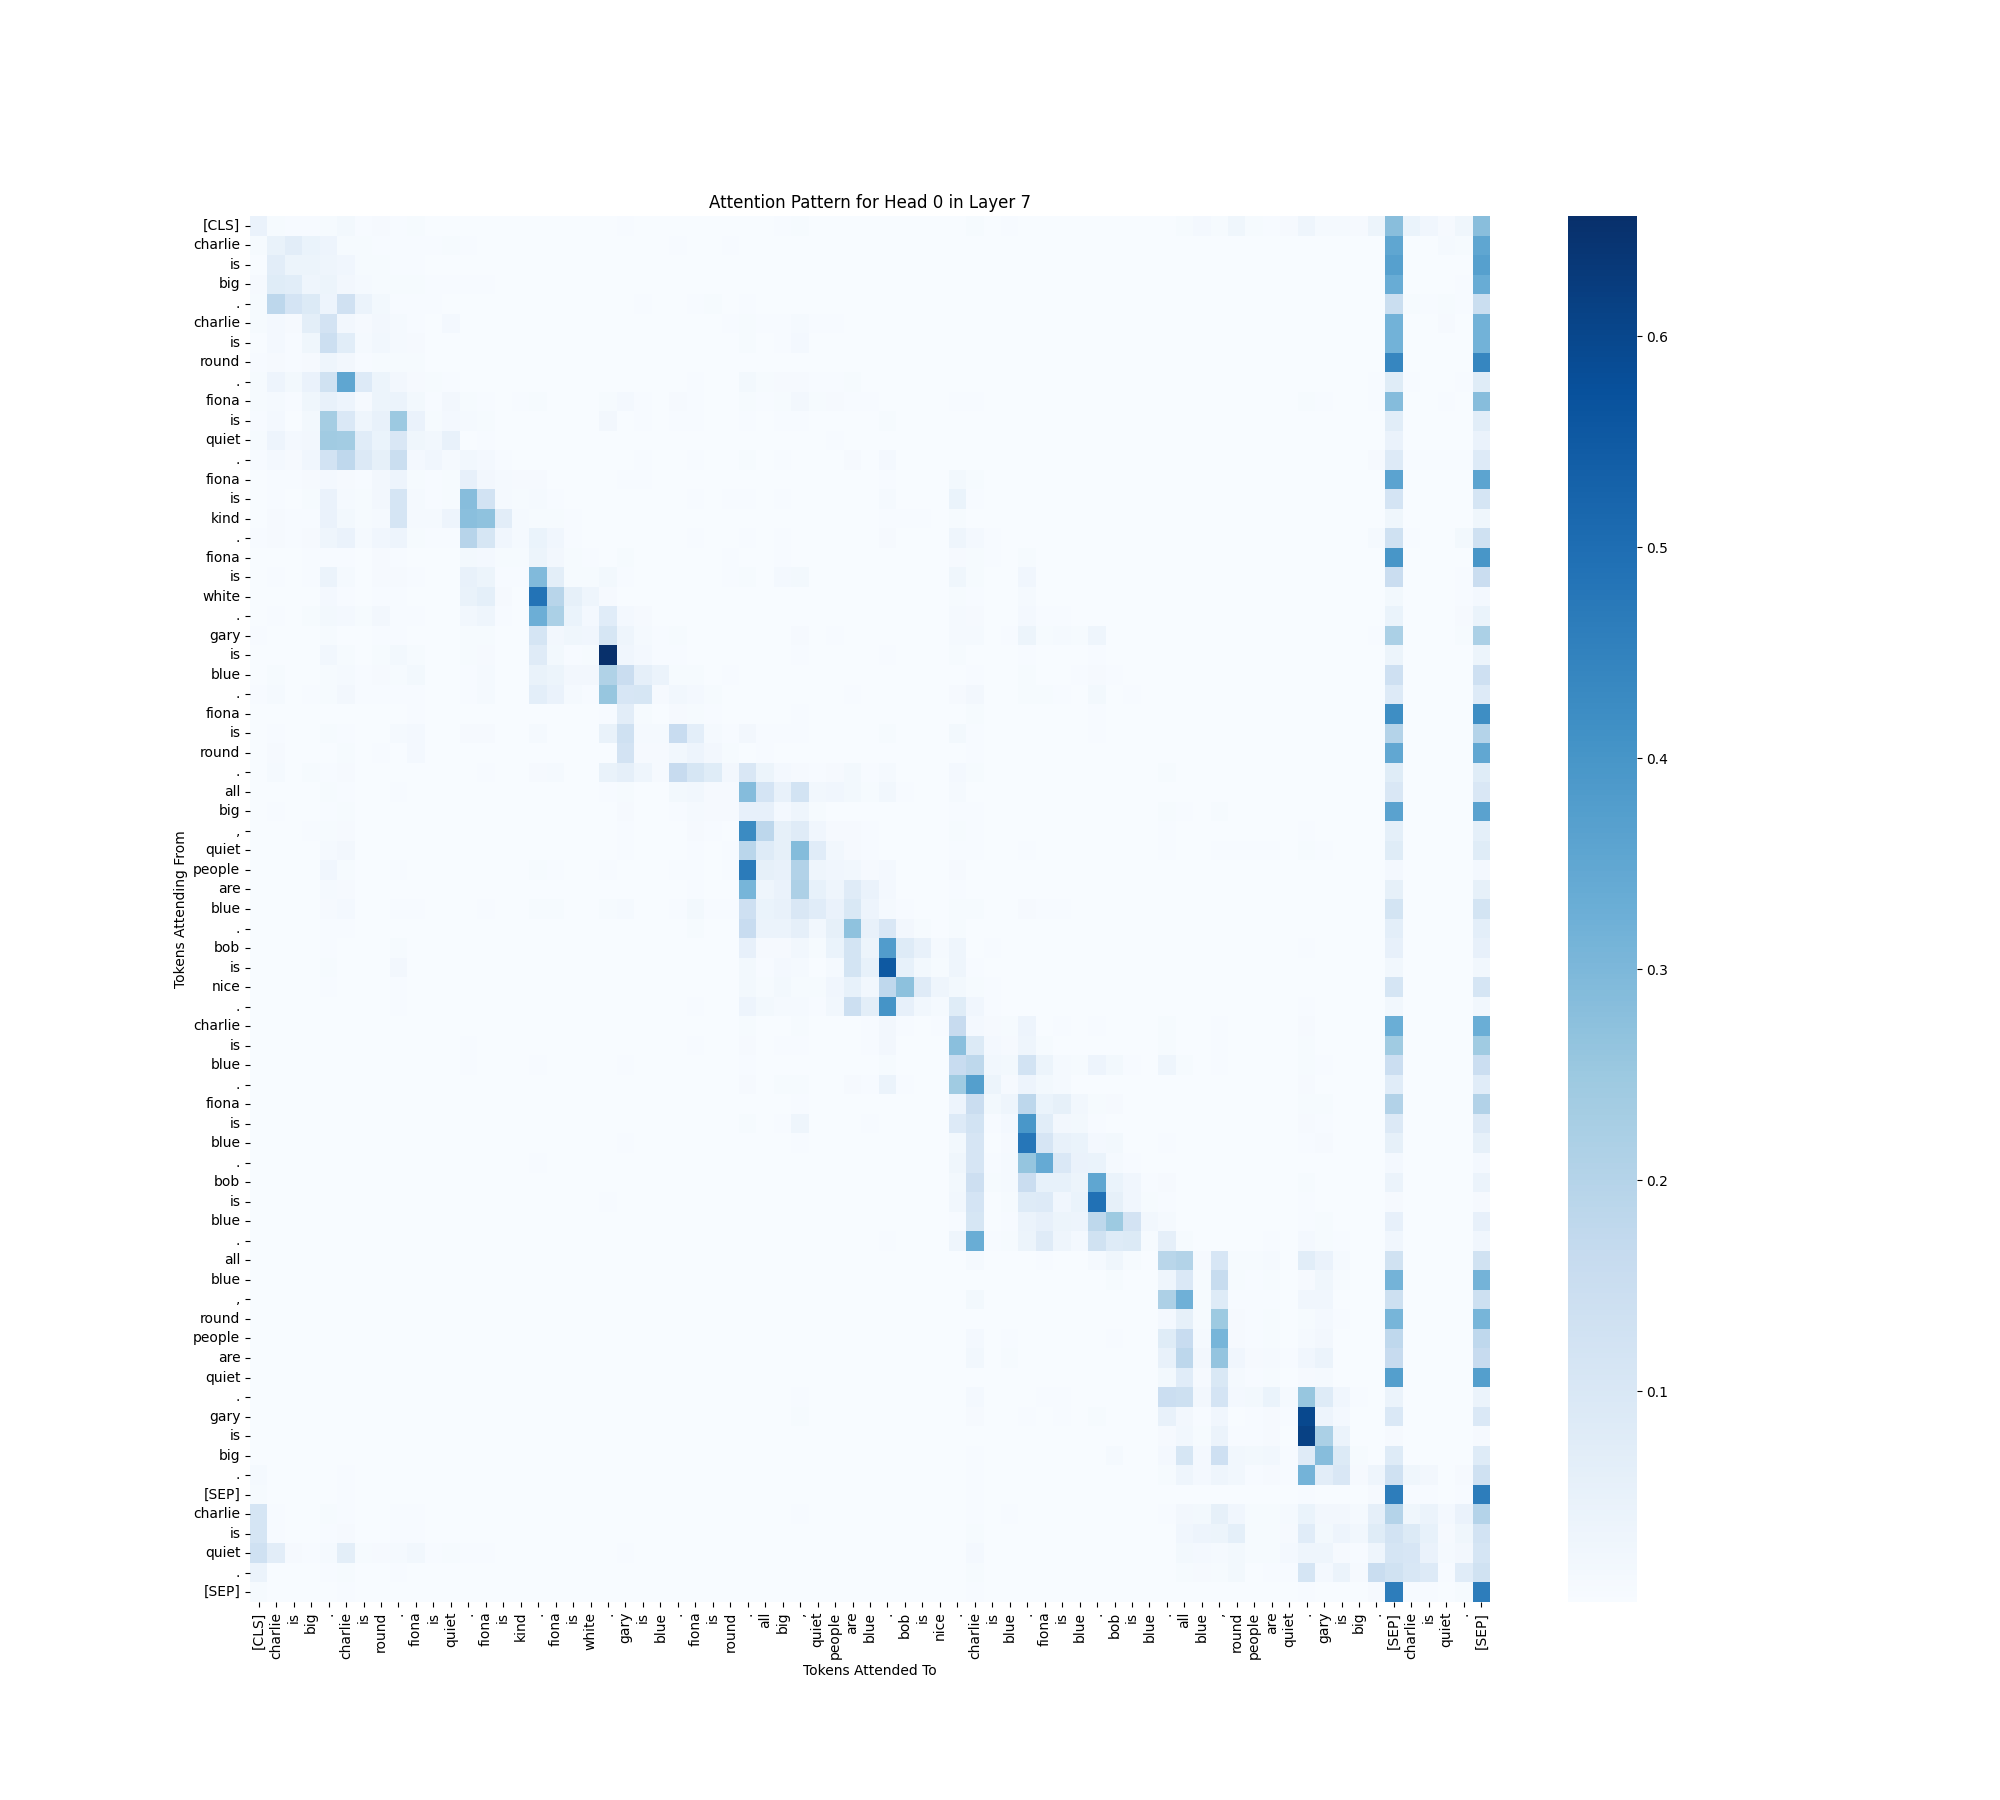 Attention Pattern for Head 0 in Layer 7
[CLS]
charlie
is
big
.
charlie
is
round
.
fiona
is
quiet
.
fiona
is
kind
.
fiona
is
white
.
gary
is
blue
.
fiona
is
round
.
all
big
,
quiet
people
are
blue
.
bob
is
nice
.
charlie
is
blue
.
fiona
is
blue
.
bob
is
blue
.
all
blue
,
round
people
are
quiet
.
gary
is
big
.
[SEP]
charlie
is
quiet
.
[SEP]
Tokens Attending From
[CLS]
charlie
is
big
.
charlie
is
round
.
fiona
is
quiet
.
fiona
is
kind
.
fiona
is
white
.
gary
is
blue
.
fiona
is
round
.
all
big
,
quiet
people
are
blue
.
bob
is
nice
.
charlie
is
blue
.
fiona
is
blue
.
bob
is
blue
.
all
blue
,
round
people
are
quiet
.
gary
is
big
.
[SEP]
charlie
is
quiet
.
[SEP]
Tokens Attended To
0.6
0.5
0.4
0.3
0.2
0.1